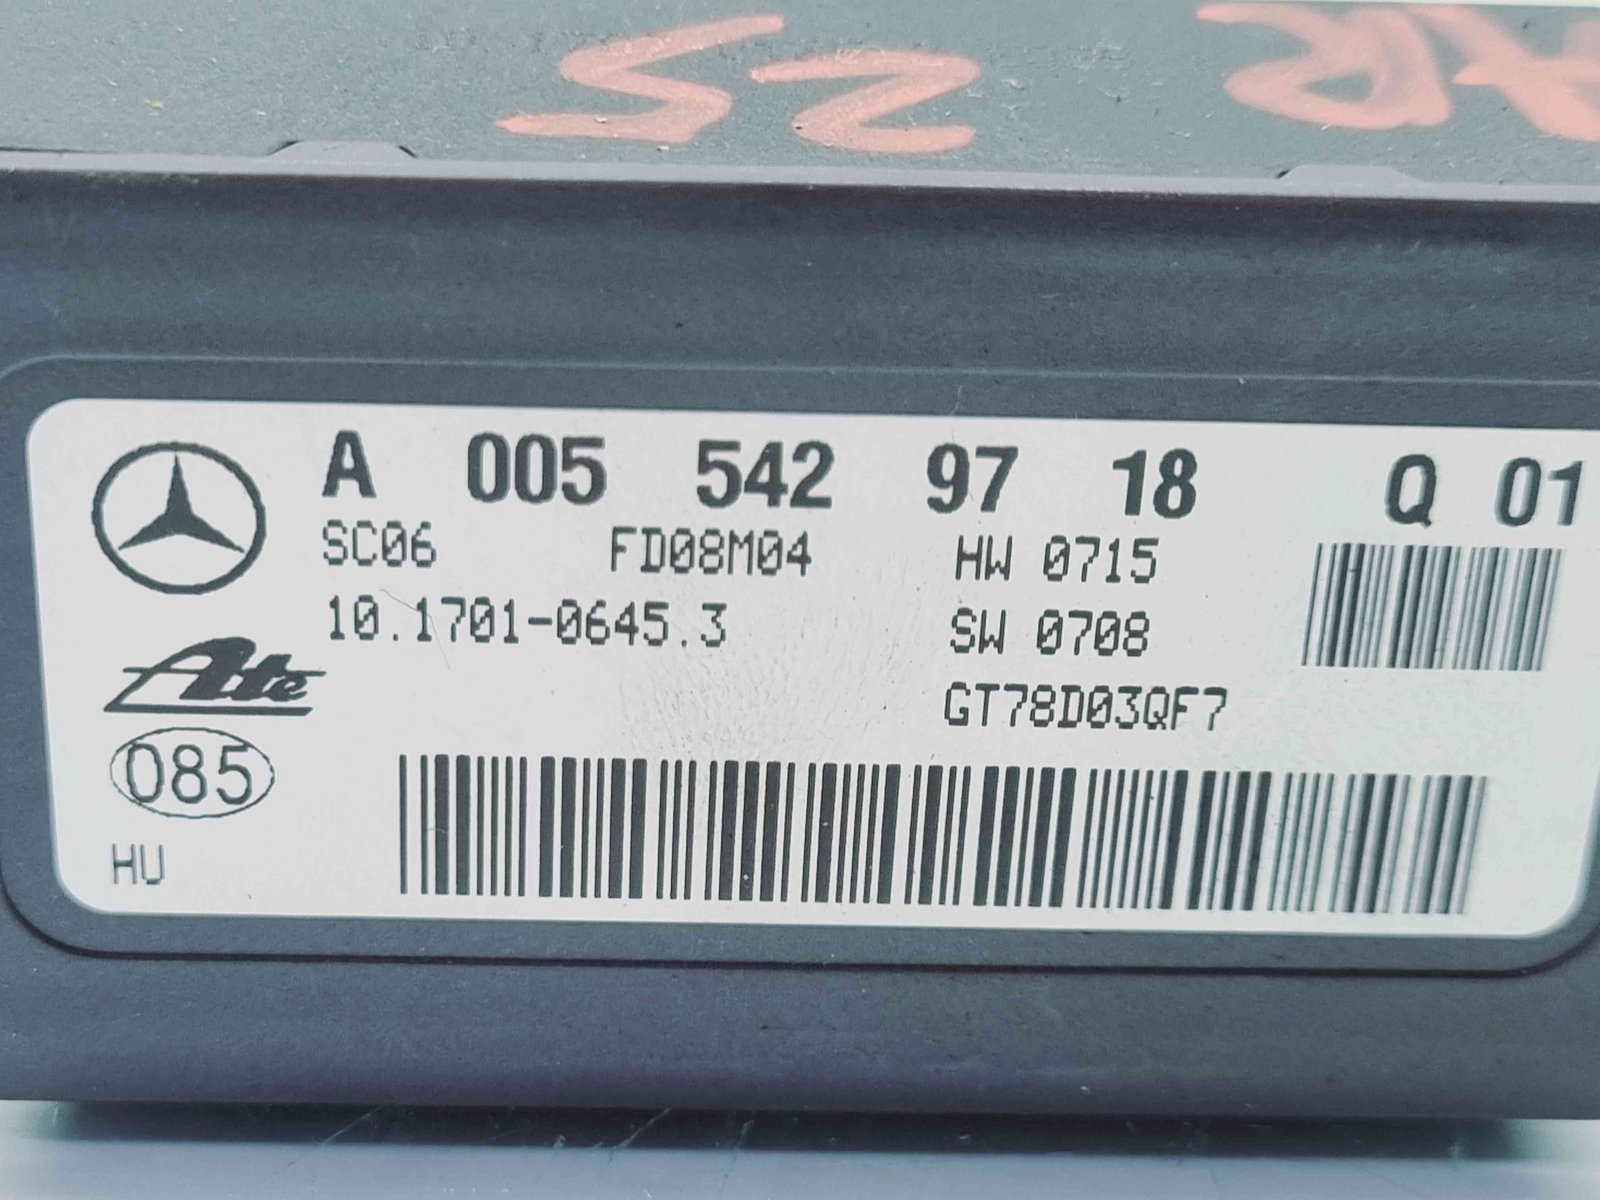 25
A 005 542 97 18 Q 01
SC06 FD08M04 HW 0715
10.1701-0645.3 SW 0708
Ate GT78D03QF7
085
HU